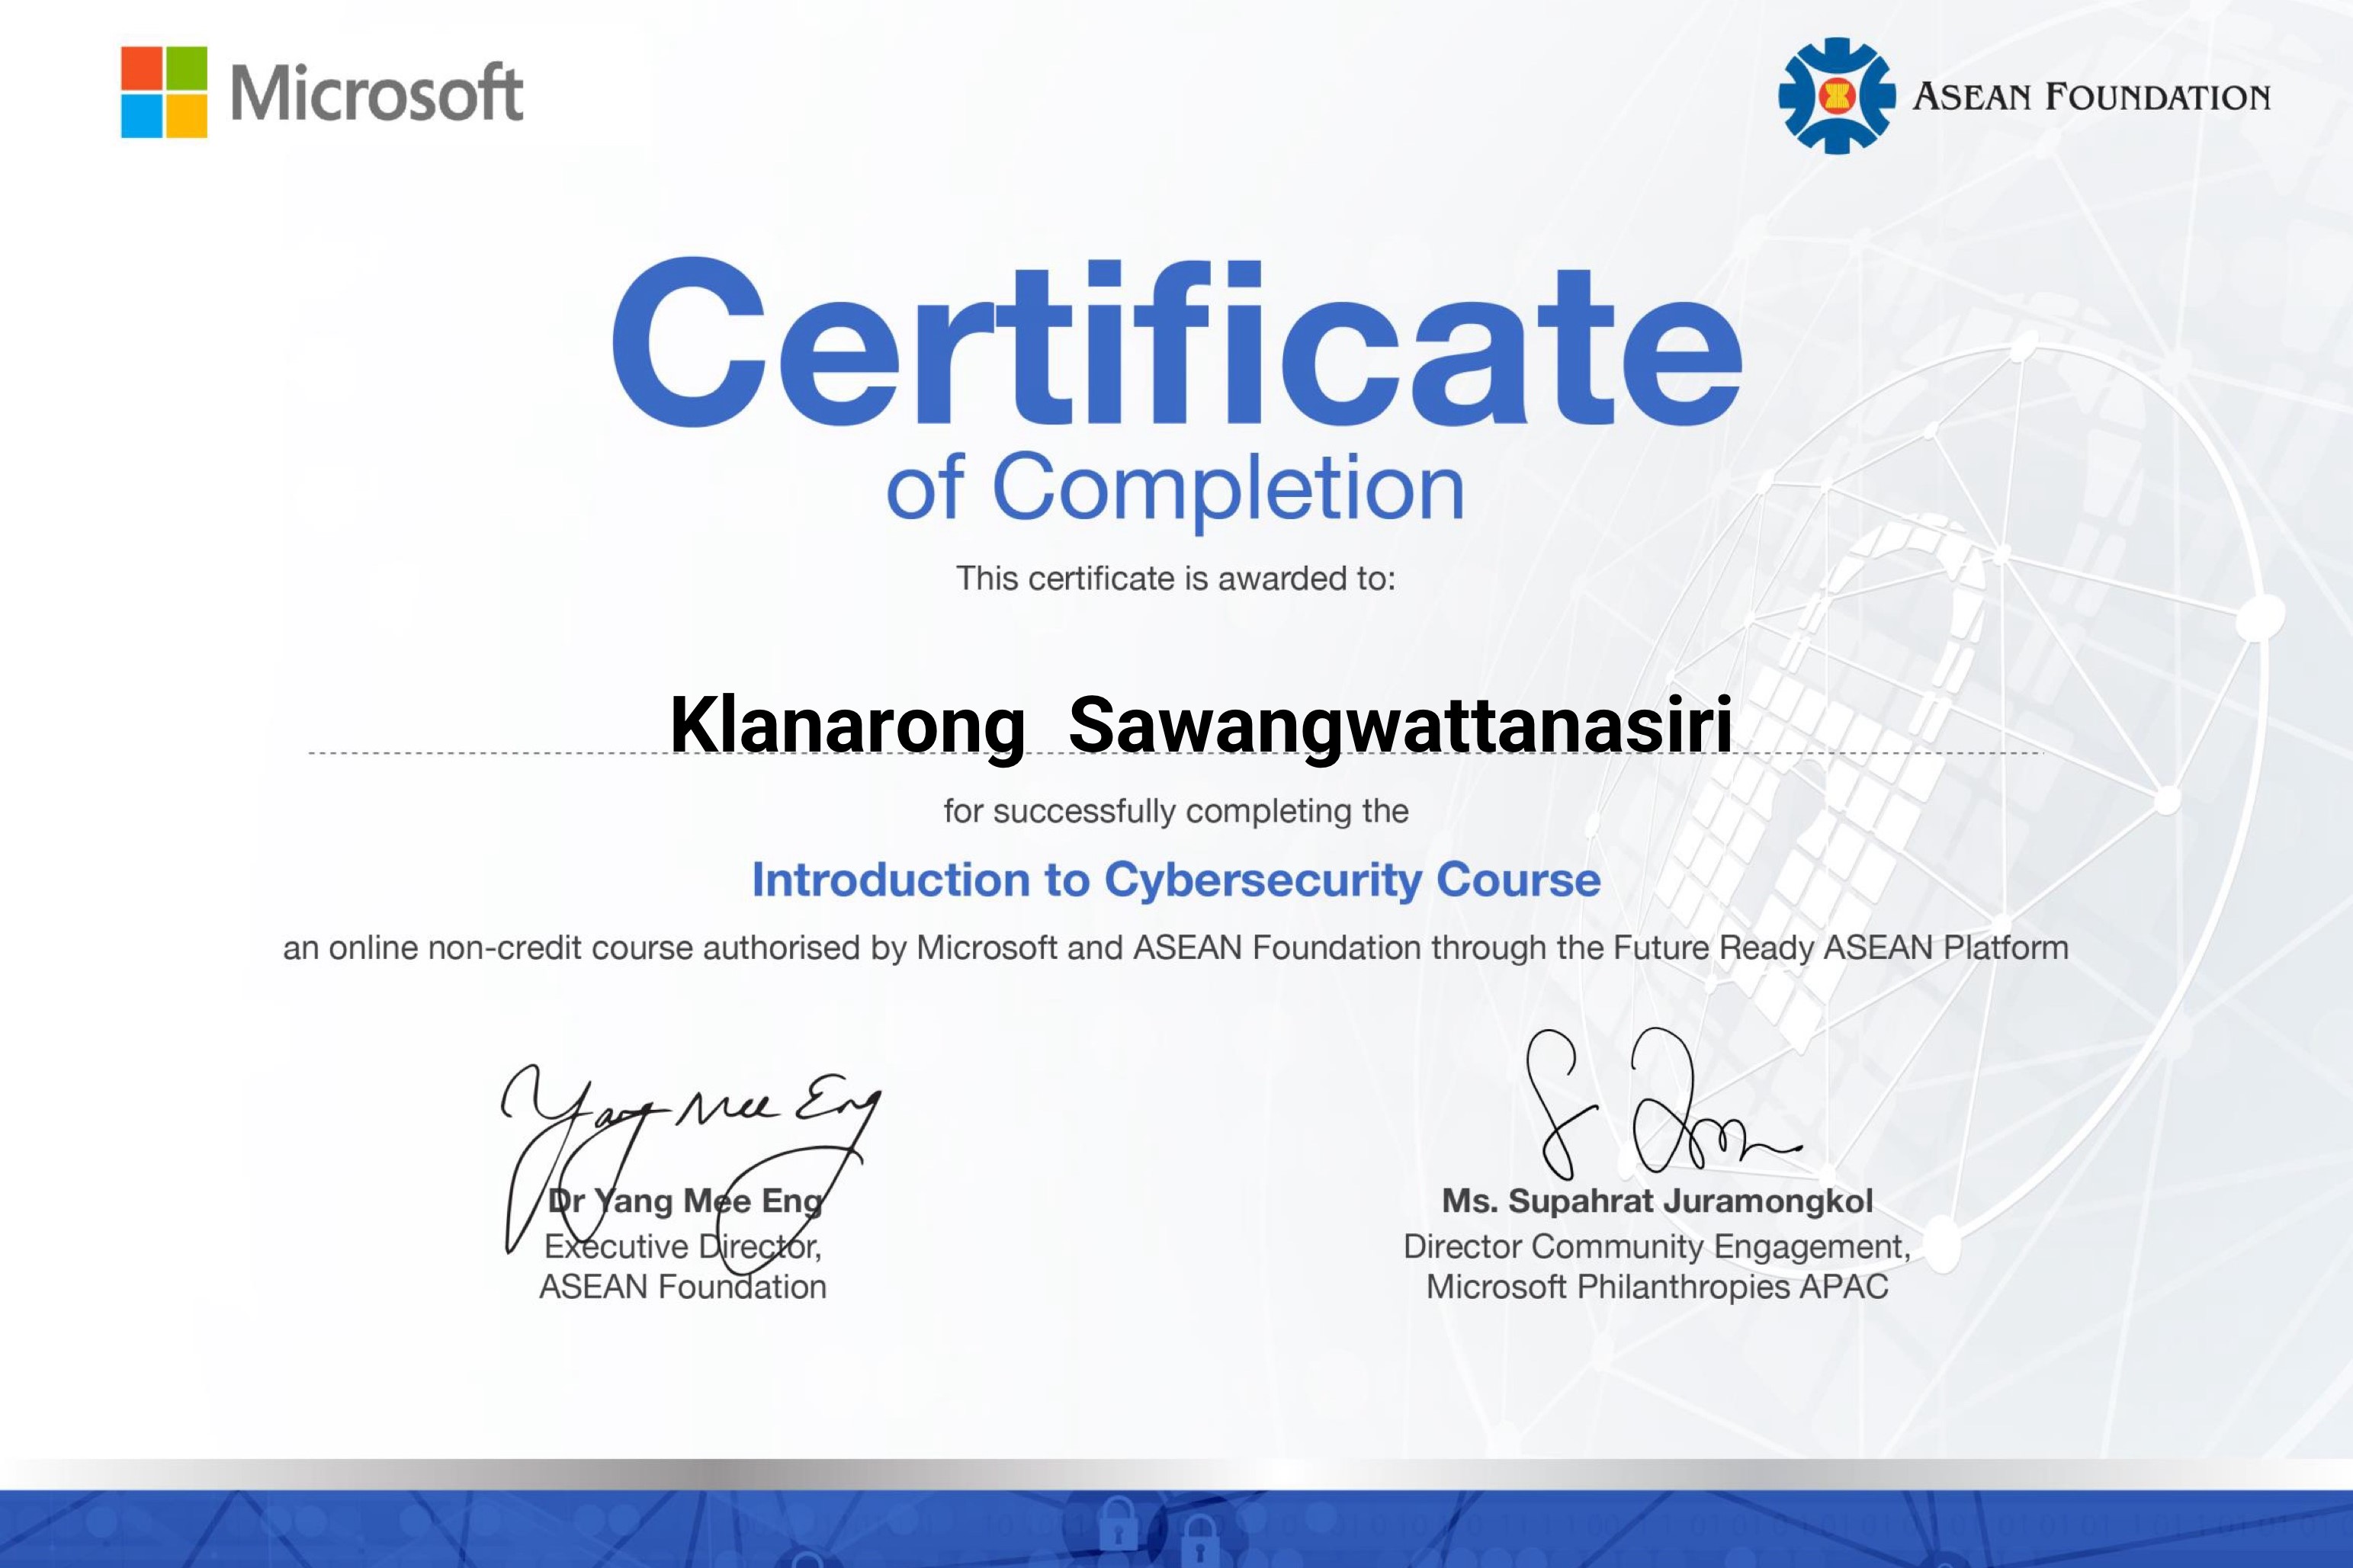 Microsoft
ASEAN FOUNDATION
Certificate
of Completion
This certificate is awarded to:
Klanarong Sawangwattanasiri
for successfully completing the
Introduction to Cybersecurity Course
an online non-credit course authorised by Microsoft and ASEAN Foundation through the Future Ready ASEAN Platform
Yang Mee Eng
Dr Yang Mee Eng
Executive Director,
ASEAN Foundation
Ms. Supahrat Juramongkol
Director Community Engagement,
Microsoft Philanthropies APAC